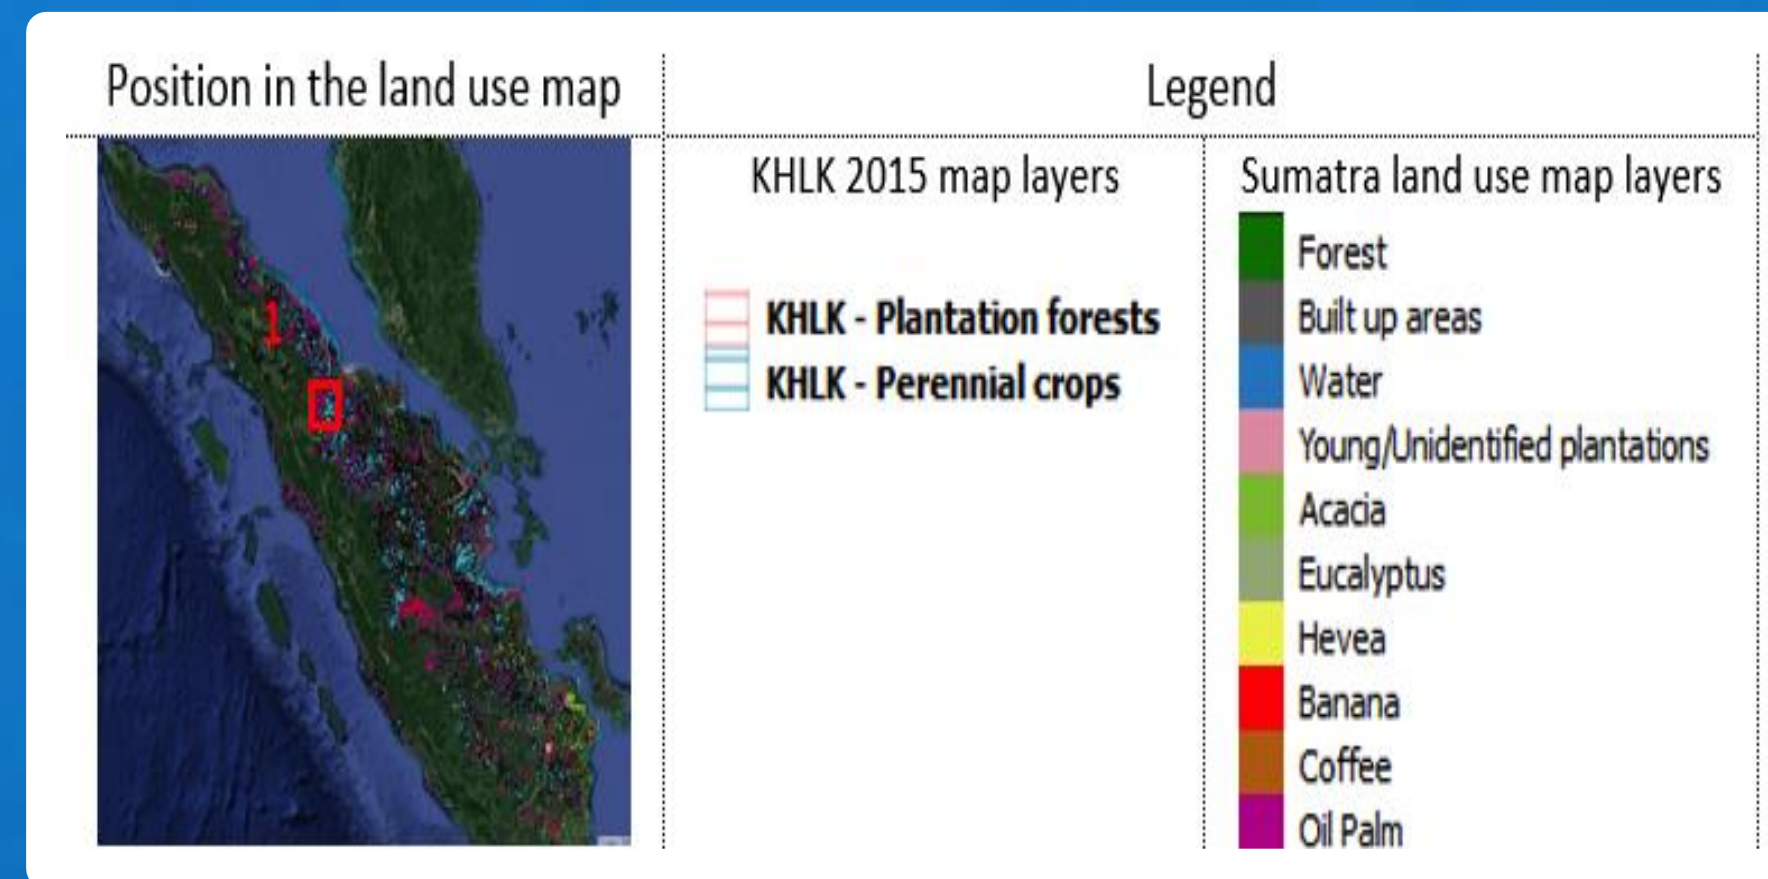 Position in the land use map
Legend
KHLK 2015 map layers
Sumatra land use map layers
1
KHLK - Plantation forests
KHLK - Perennial crops
Forest
Built up areas
Water
Young/Unidentified plantations
Acacia
Eucalyptus
Hevea
Banana
Coffee
Oil Palm